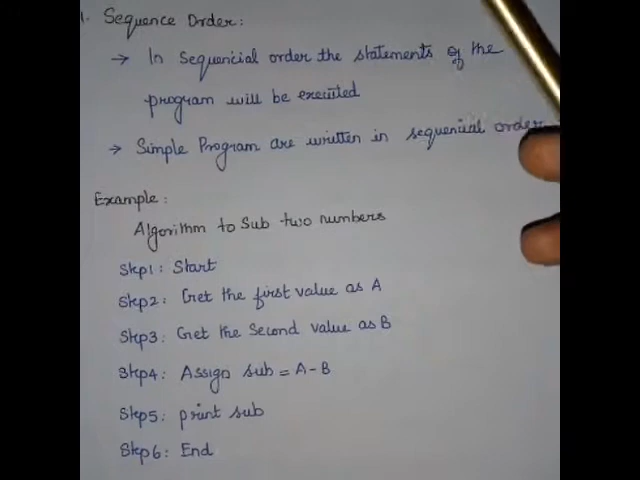 1. Sequence Order:
→ In Sequencial order the statements of the
program will be executed
→ Simple Program are written in sequencial order
Example:
Algorithm to Sub two numbers
Step1: Start
Step2: Get the first value as A
Step3: Get the Second value as B
Step4: Assign sub = A - B
Step5: print sub
Step6: End